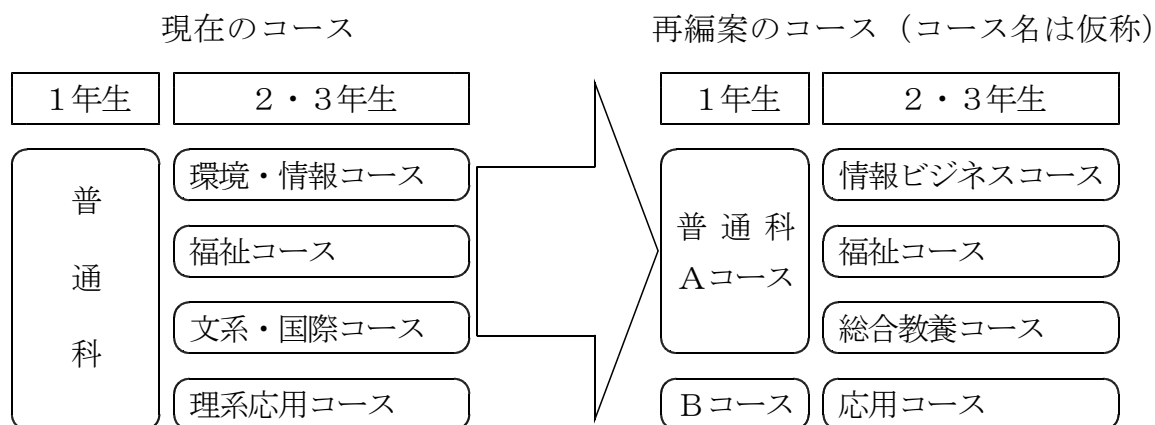 現在のコース
再編案のコース（コース名は仮称）
１年生
２・３年生
１年生
２・３年生
普
通
科
環境・情報コース
福祉コース
文系・国際コース
理系応用コース
普 通 科
Ａコース
Ｂコース
情報ビジネスコース
福祉コース
総合教養コース
応用コース